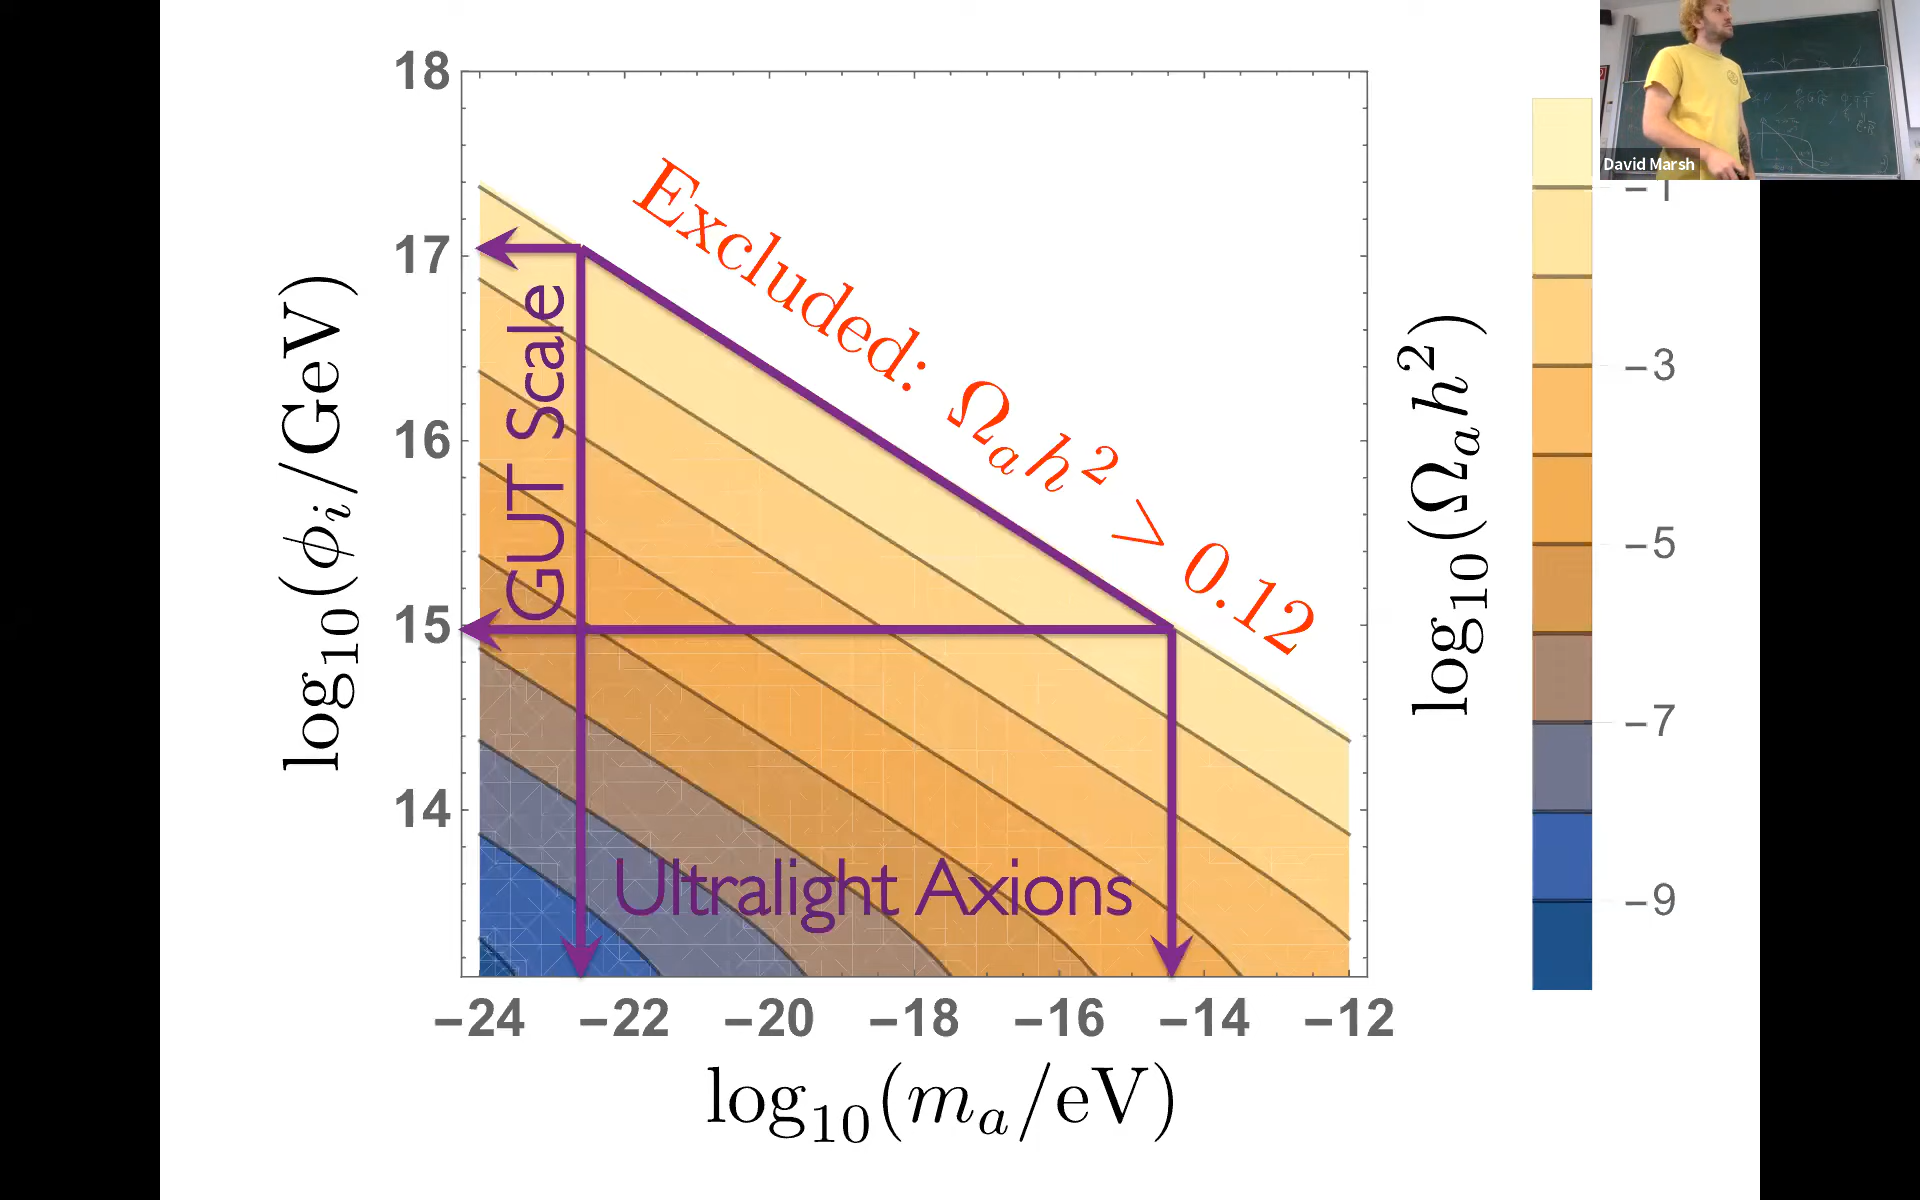 18
17
16
15
14
log₁₀(ϕᵢ/GeV)
GUT Scale
Excluded: Ωₐh² > 0.12
Ultralight Axions
−24 −22 −20 −18 −16 −14 −12
log₁₀(mₐ/eV)
log₁₀(Ωₐh²)
−1
−3
−5
−7
−9
David Marsh